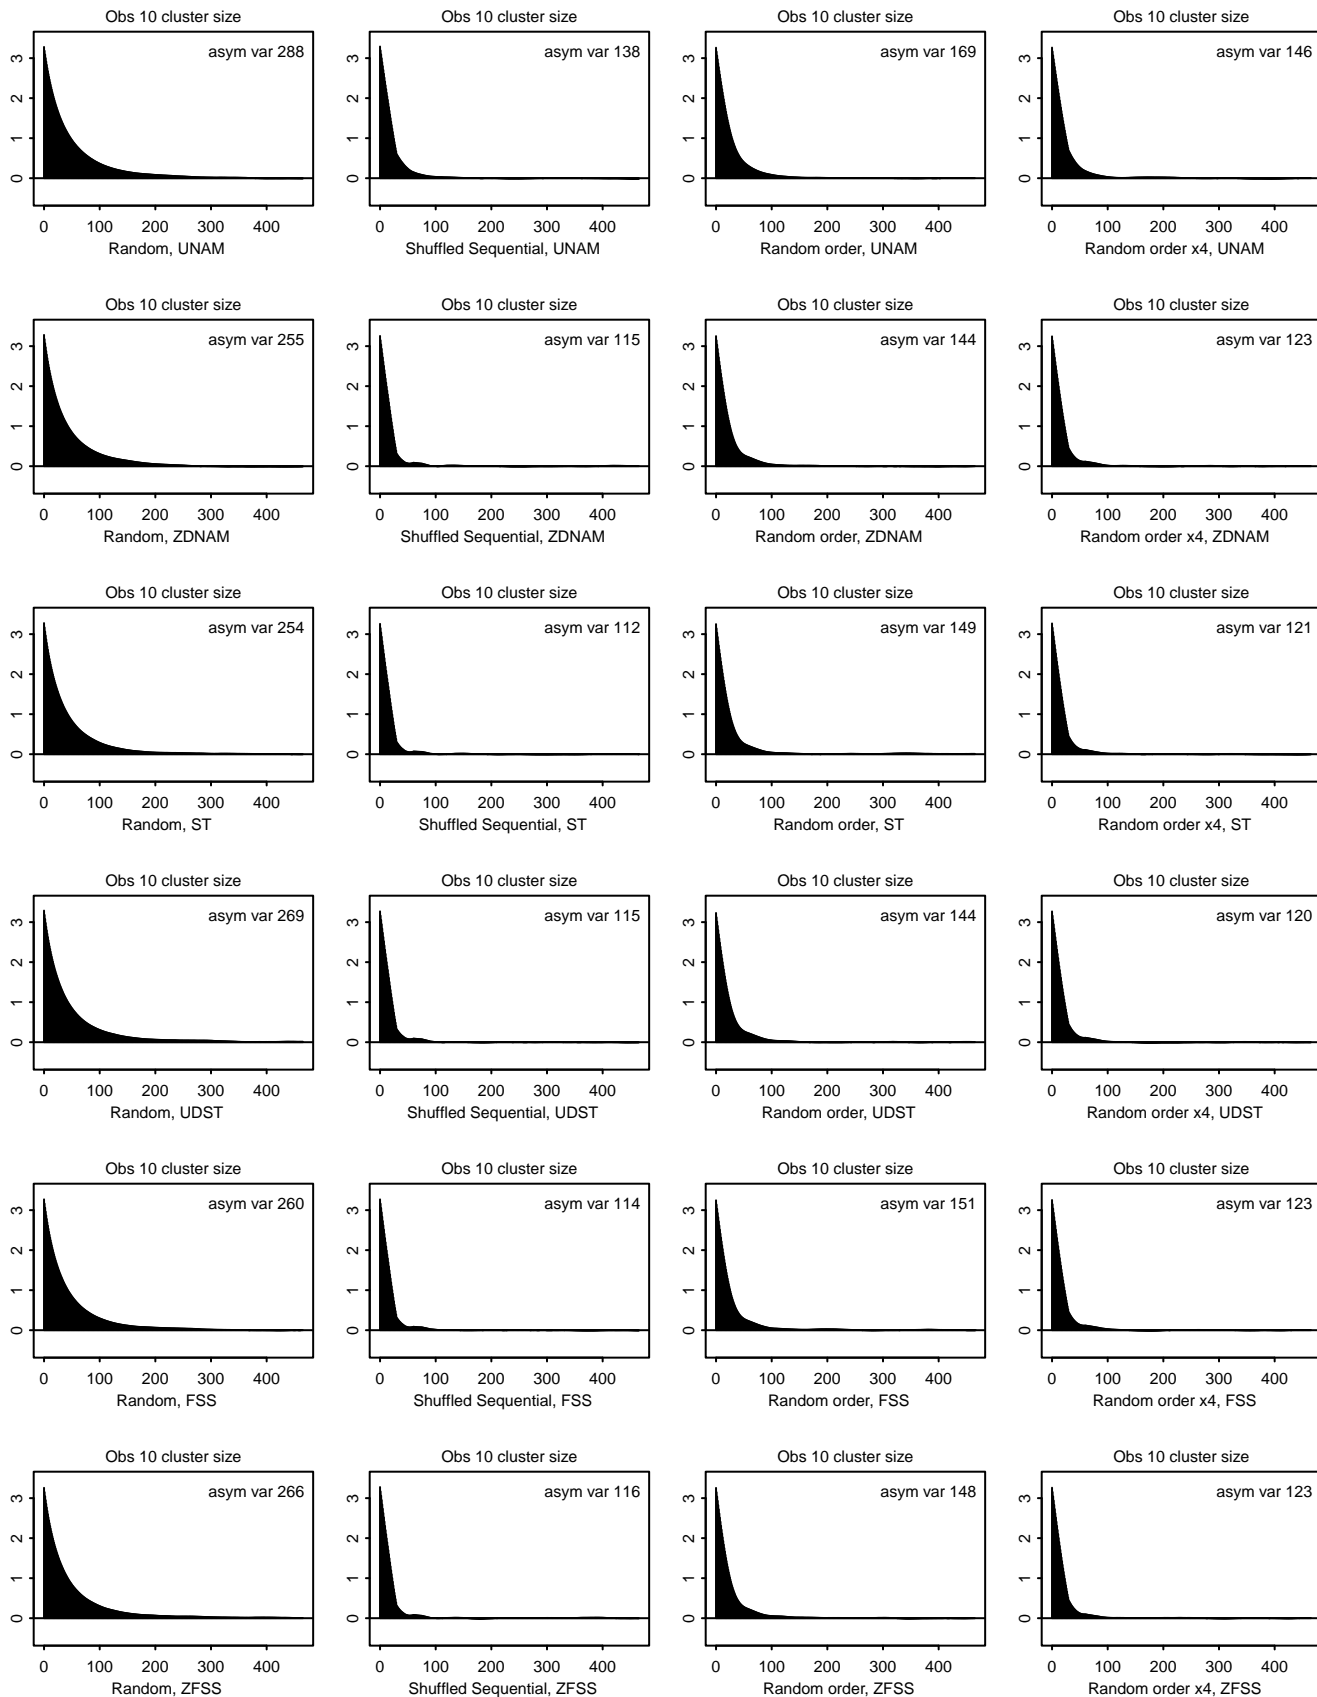 Obs 10 cluster size
asym var 288
3
2
1
0
0 100 200 300 400
Random, UNAM
Obs 10 cluster size
asym var 138
3
2
1
0
0 100 200 300 400
Shuffled Sequential, UNAM
Obs 10 cluster size
asym var 169
3
2
1
0
0 100 200 300 400
Random order, UNAM
Obs 10 cluster size
asym var 146
3
2
1
0
0 100 200 300 400
Random order x4, UNAM
Obs 10 cluster size
asym var 255
3
2
1
0
0 100 200 300 400
Random, ZDNAM
Obs 10 cluster size
asym var 115
3
2
1
0
0 100 200 300 400
Shuffled Sequential, ZDNAM
Obs 10 cluster size
asym var 144
3
2
1
0
0 100 200 300 400
Random order, ZDNAM
Obs 10 cluster size
asym var 123
3
2
1
0
0 100 200 300 400
Random order x4, ZDNAM
Obs 10 cluster size
asym var 254
3
2
1
0
0 100 200 300 400
Random, ST
Obs 10 cluster size
asym var 112
3
2
1
0
0 100 200 300 400
Shuffled Sequential, ST
Obs 10 cluster size
asym var 149
3
2
1
0
0 100 200 300 400
Random order, ST
Obs 10 cluster size
asym var 121
3
2
1
0
0 100 200 300 400
Random order x4, ST
Obs 10 cluster size
asym var 269
3
2
1
0
0 100 200 300 400
Random, UDST
Obs 10 cluster size
asym var 115
3
2
1
0
0 100 200 300 400
Shuffled Sequential, UDST
Obs 10 cluster size
asym var 144
3
2
1
0
0 100 200 300 400
Random order, UDST
Obs 10 cluster size
asym var 120
3
2
1
0
0 100 200 300 400
Random order x4, UDST
Obs 10 cluster size
asym var 260
3
2
1
0
0 100 200 300 400
Random, FSS
Obs 10 cluster size
asym var 114
3
2
1
0
0 100 200 300 400
Shuffled Sequential, FSS
Obs 10 cluster size
asym var 151
3
2
1
0
0 100 200 300 400
Random order, FSS
Obs 10 cluster size
asym var 123
3
2
1
0
0 100 200 300 400
Random order x4, FSS
Obs 10 cluster size
asym var 266
3
2
1
0
0 100 200 300 400
Random, ZFSS
Obs 10 cluster size
asym var 116
3
2
1
0
0 100 200 300 400
Shuffled Sequential, ZFSS
Obs 10 cluster size
asym var 148
3
2
1
0
0 100 200 300 400
Random order, ZFSS
Obs 10 cluster size
asym var 123
3
2
1
0
0 100 200 300 400
Random order x4, ZFSS